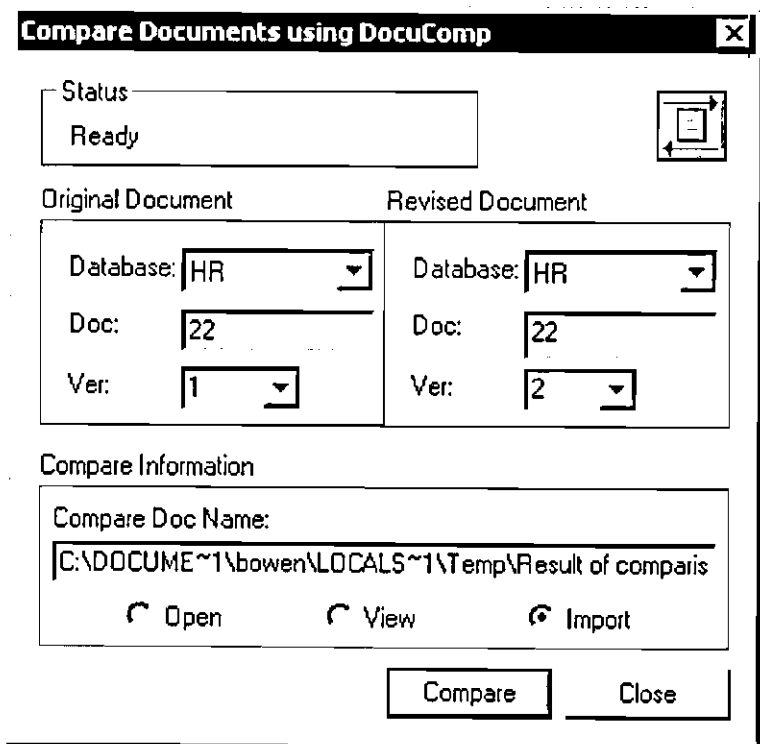 Compare Documents using DocuComp
Status
Ready
Original Document
Database: HR
Doc: 22
Ver: 1
Revised Document
Database: HR
Doc: 22
Ver: 2
Compare Information
Compare Doc Name:
C:\DOCUME~1\bowen\LOCALS~1\Temp\Result of comparis
Open View Import
Compare Close